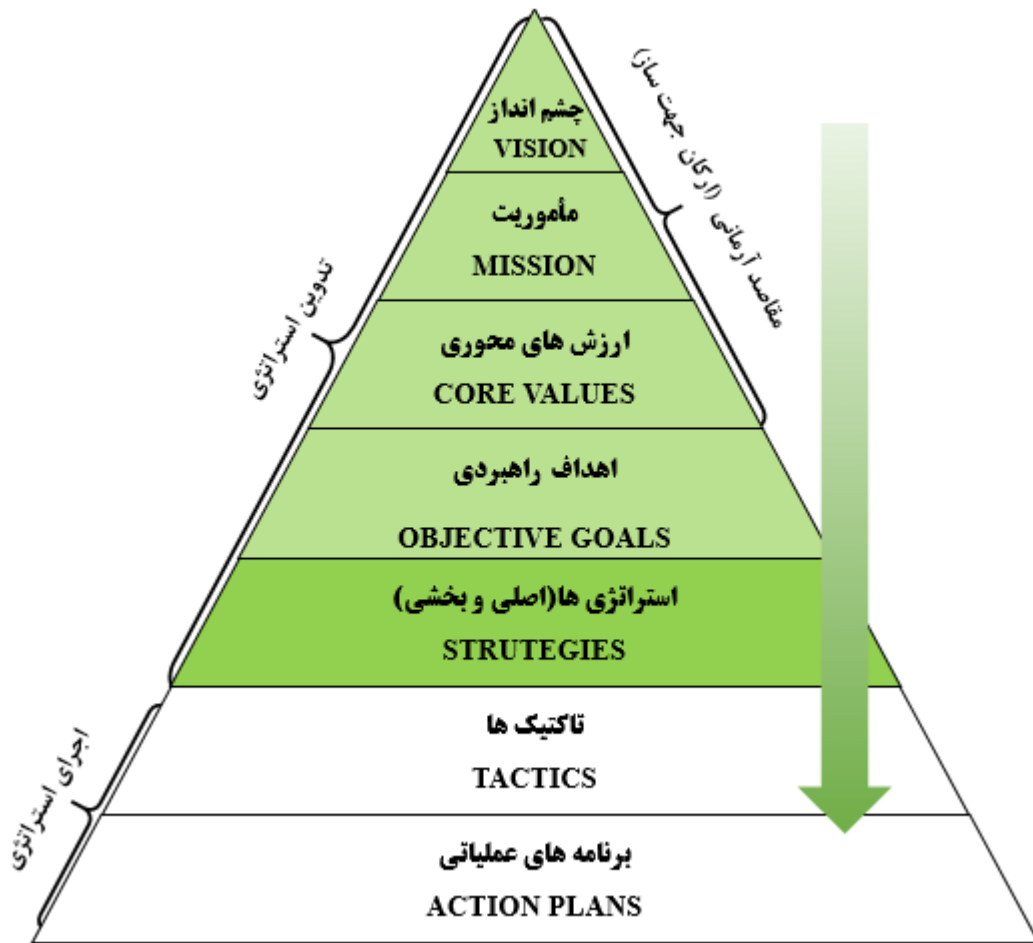 چشم انداز
VISION
مأموریت
MISSION
ارزش های محوری
CORE VALUES
اهداف راهبردی
OBJECTIVE GOALS
استراتژی ها(اصلی و بخشی)
STRUTEGIES
تاکتیک ها
TACTICS
برنامه های عملیاتی
ACTION PLANS
مقاصد آرمانی (ارکان جهت ساز)
تدوین استراتژی
اجرای استراتژی